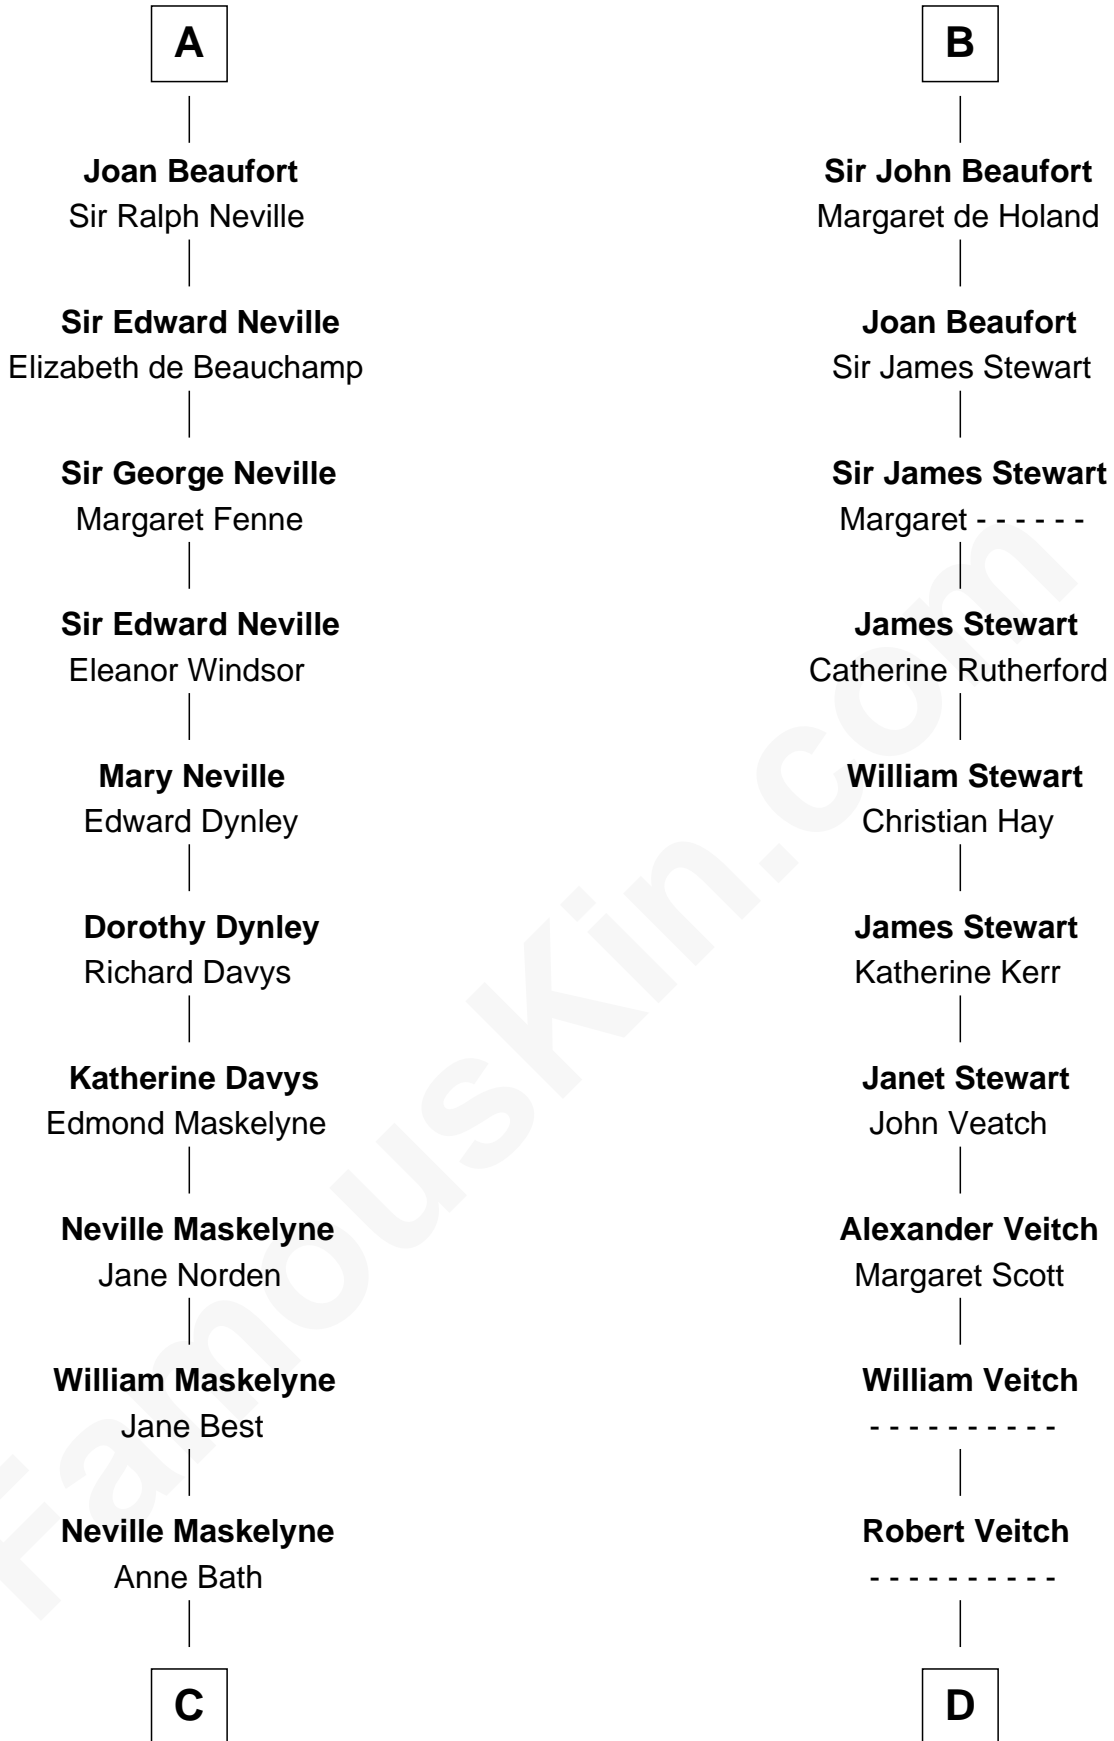 A
Joan Beaufort
Sir Ralph Neville
Sir Edward Neville
Elizabeth de Beauchamp
Sir George Neville
Margaret Fenne
Sir Edward Neville
Eleanor Windsor
Mary Neville
Edward Dynley
Dorothy Dynley
Richard Davys
Katherine Davys
Edmond Maskelyne
Neville Maskelyne
Jane Norden
William Maskelyne
Jane Best
Neville Maskelyne
Anne Bath
C
B
Sir John Beaufort
Margaret de Holand
Joan Beaufort
Sir James Stewart
Sir James Stewart
Margaret - - - - - -
James Stewart
Catherine Rutherford
William Stewart
Christian Hay
James Stewart
Katherine Kerr
Janet Stewart
John Veatch
Alexander Veitch
Margaret Scott
William Veitch
- - - - - - - - - -
Robert Veitch
- - - - - - - - - -
D
FamousKin.com